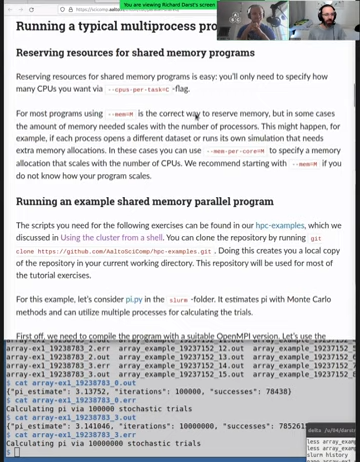 You are viewing Richard Darst's screen
https://scicomp.aalto
Running a typical multiprocess pro
Reserving resources for shared memory programs
Reserving resources for shared memory programs is easy: you'll only need to specify how
many CPUs you want via --cpus-per-task=C -flag.
For most programs using --mem=M is the correct way to reserve memory, but in some cases
the amount of memory needed scales with the number of processors. This might happen, for
example, if each process opens a different dataset or runs its own simulation that needs
extra memory allocations. In these cases you can use --mem-per-core=M to specify a memory
allocation that scales with the number of CPUs. We recommend starting with --mem=M if you
do not know how your program scales.
Running an example shared memory parallel program
The scripts you need for the following exercises can be found in our hpc-examples, which we
discussed in Using the cluster from a shell. You can clone the repository by running git
clone https://github.com/AaltoSciComp/hpc-examples.git . Doing this creates you a local copy
of the repository in your current working directory. This repository will be used for most of
the tutorial exercises.
For this example, let's consider pi.py in the slurm -folder. It estimates pi with Monte Carlo
methods and can utilize multiple processes for calculating the trials.
First off, we need to compile the program with a suitable OpenMPI version. Let's use the
array-ex1_19238783_2.err array_example_19237152_14.out array_exam
array-ex1_19238783_3.out array_example_19237152_15.out array_exam
$ cat array-ex1_19238783_0.out
{"pi_estimate": 3.13752, "iterations": 100000, "successes": 78438}
$ cat array-ex1_19238783_0.err
Calculating pi via 100000 stochastic trials
$ cat array-ex1_19238783_3.out
{"pi_estimate": 3.141046, "iterations": 10000000, "successes": 785261
$ cat array-ex1_19238783_3.err
Calculating pi via 10000000 stochastic trials
$
less array_examp
less array_exam
slurm history